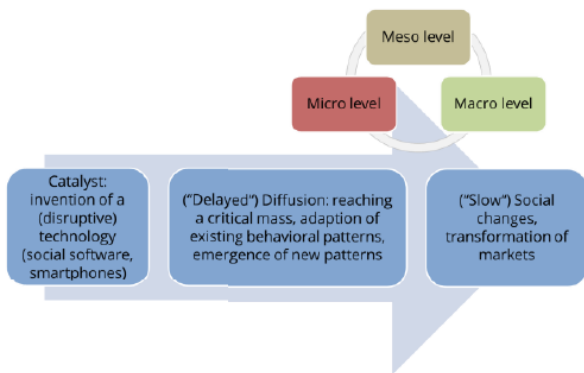 Meso level
Micro level
Macro level
Catalyst:
invention of a
(disruptive)
technology
(social software,
smartphones)
("Delayed") Diffusion: reaching
a critical mass, adaption of
existing behavioral patterns,
emergence of new patterns
("Slow") Social
changes,
transformation of
markets